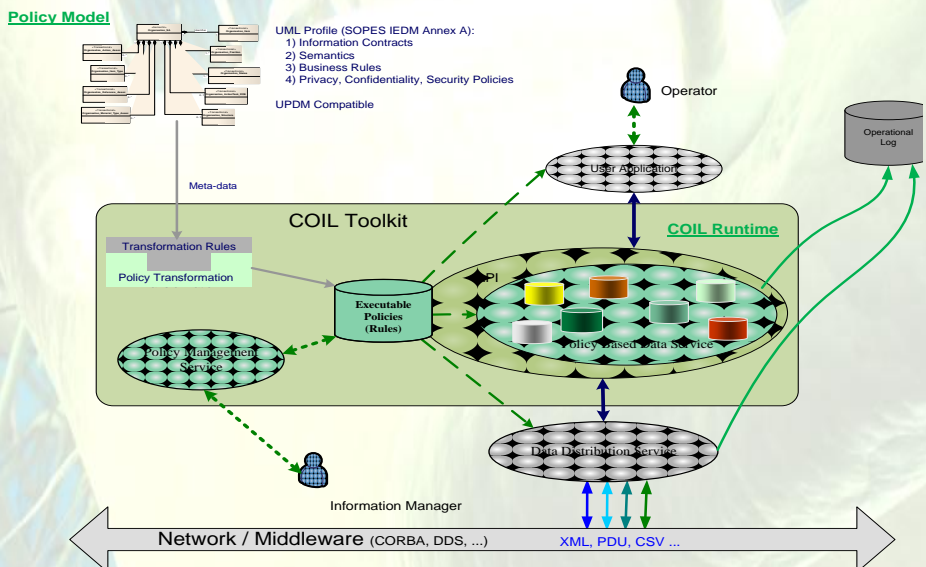 Policy Model
UML Profile (SOPES IEDM Annex A):
1) Information Contracts
2) Semantics
3) Business Rules
4) Privacy, Confidentiality, Security Policies
UPDM Compatible
Operator
Operational
Log
User Application
Meta-data
COIL Toolkit
COIL Runtime
Transformation Rules
Policy Transformation
PI
Executable
Policies
(Rules)
Policy Based Data Service
Policy Management
Service
Data Distribution Service
Information Manager
Network / Middleware (CORBA, DDS, ...)
XML, PDU, CSV ...